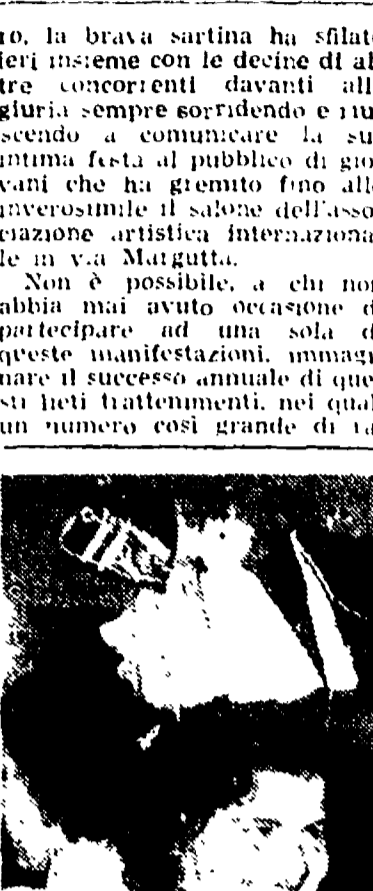 ro, la brava sartina ha sfilat
ieri insieme con le decine di al
tre concorrenti davanti all
giuria sempre sorridendo e riu
scendo a comunicare la su
intima festa al pubblico di gio
vani che ha gremito fino all
inverosimile il salone dell'asso
ciazione artistica internaziona
le in via Margutta.
Non è possibile, a chi non
abbia mai avuto occasione d
partecipare ad una sola d
queste manifestazioni, immagi
nare il successo annuale di que
sti lieti trattenimenti, nei qual
un numero così grande di ra